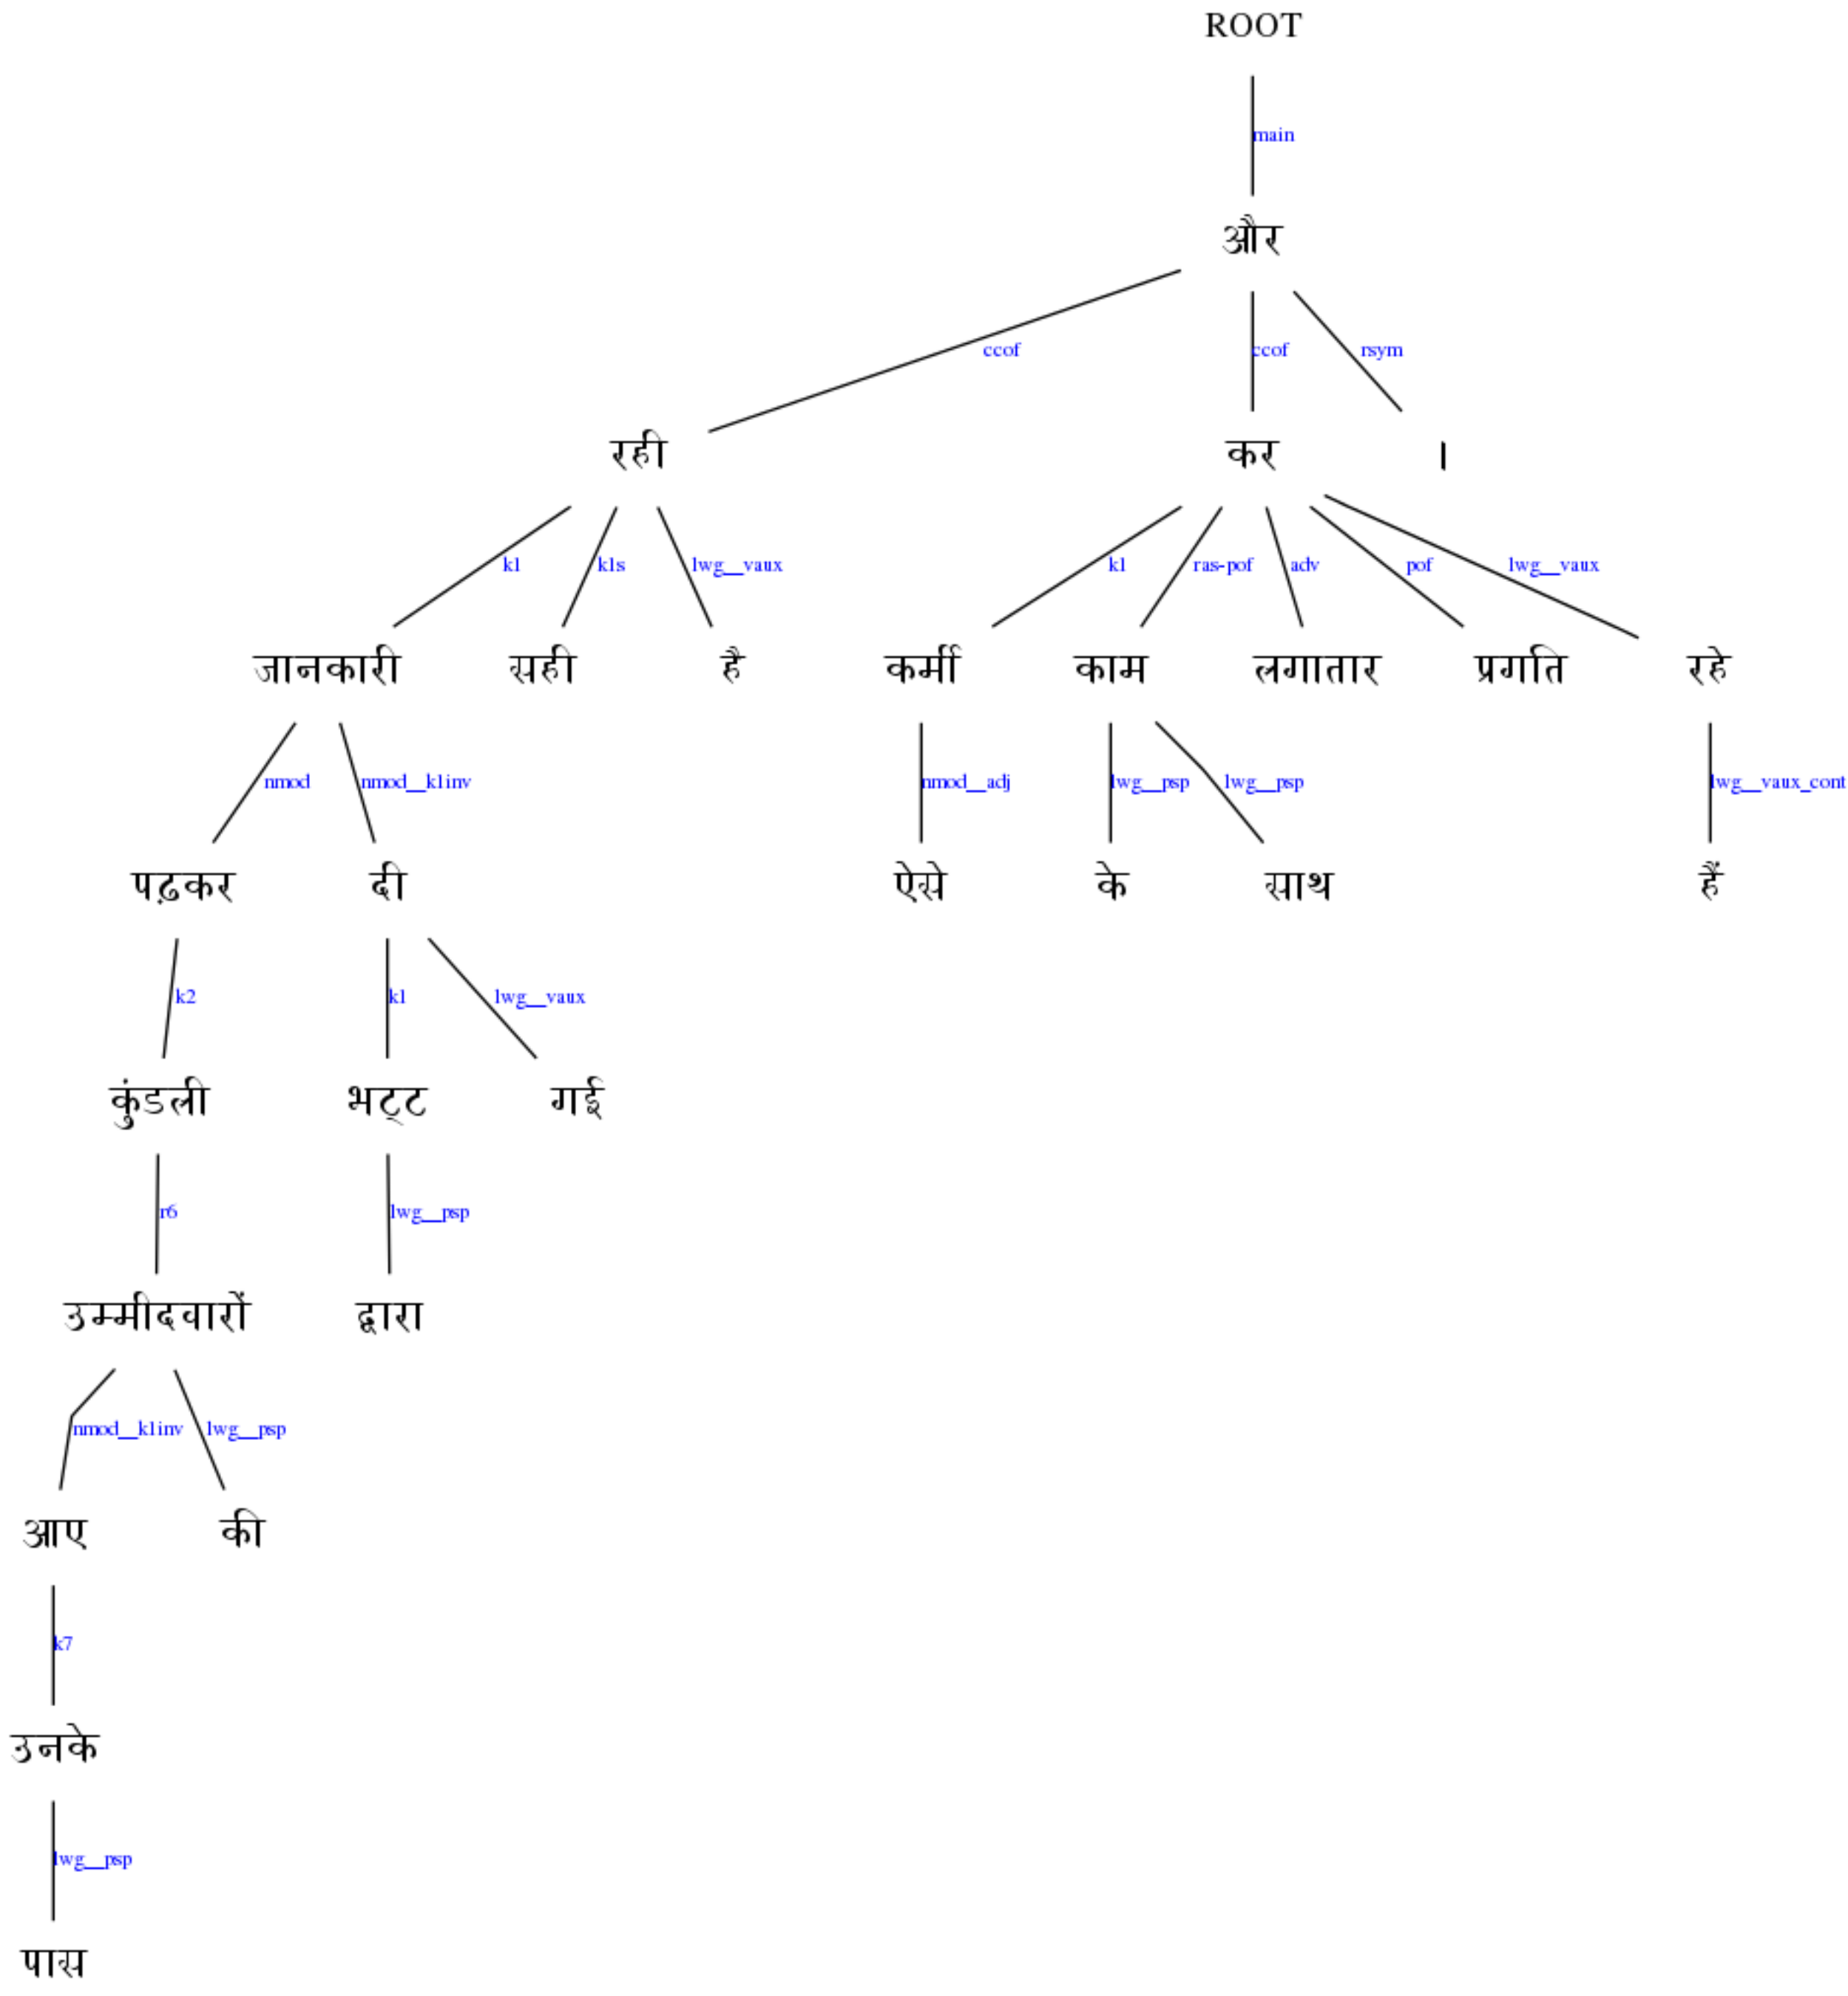 ROOT
main
और
ccof ccof rsym
रही कर ।
k1 k1s lwg__vaux k1 ras-pof adv pof lwg__vaux
जानकारी सही है कर्मी काम लगातार प्रगति रहे
nmod nmod__k1inv nmod__adj lwg__psp lwg__psp lwg__vaux_cont
पढ़कर दी ऐसे के साथ हैं
k2 k1 lwg__vaux
कुंडली भट्ट गई
r6 lwg__psp
उम्मीदवारों द्वारा
nmod__k1inv lwg__psp
आए की
k7
उनके
lwg__psp
पास